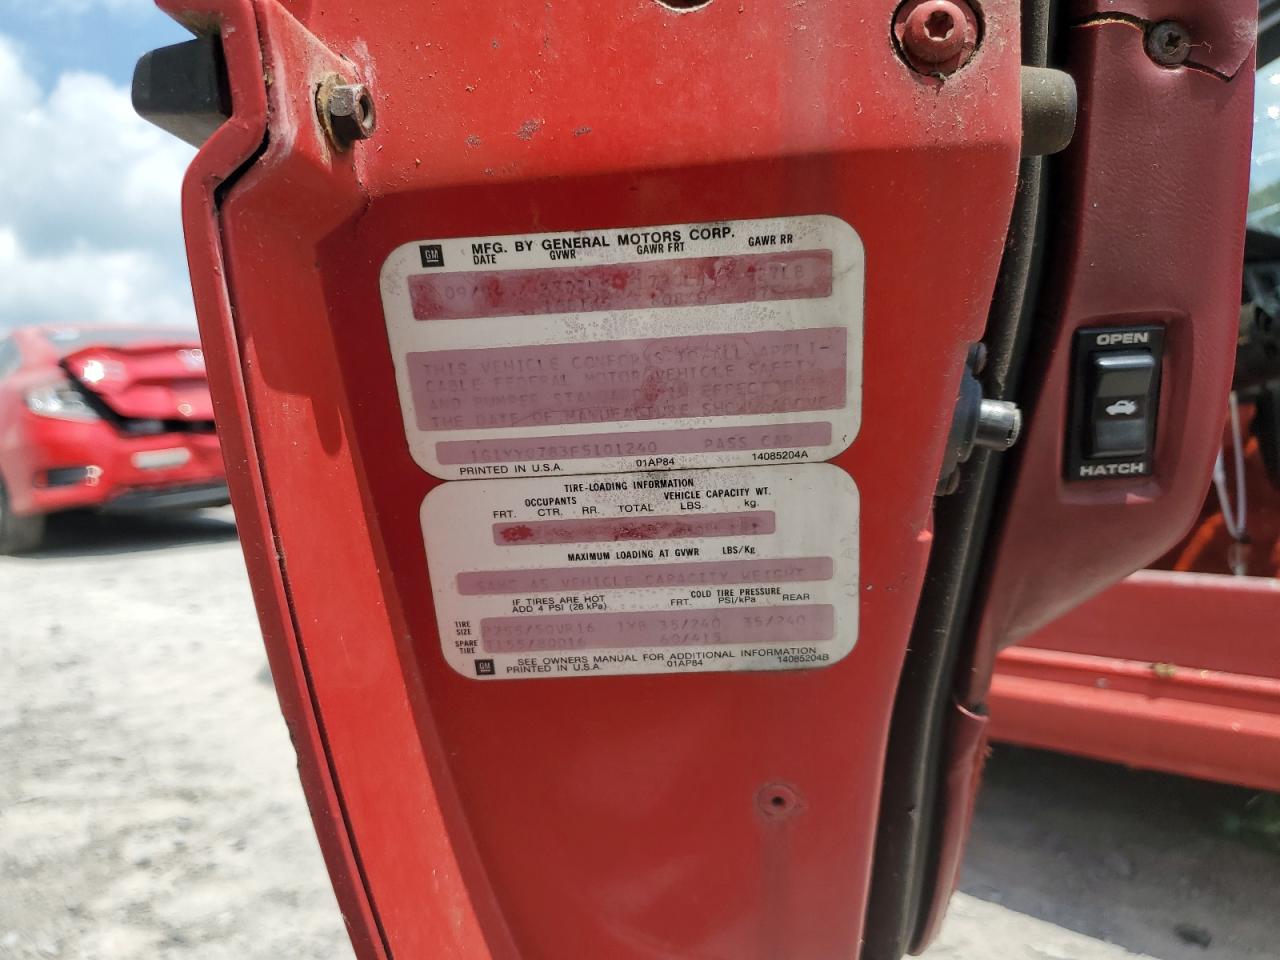 GM MFG. BY GENERAL MOTORS CORP.
DATE GVWR GAWR FRT GAWR RR
09/
THIS VEHICLE CONFORMS TO ALL APPLI-
CABLE FEDERAL MOTOR VEHICLE SAFETY
AND BUMPER STANDARDS IN EFFECT ON
THE DATE OF MANUFACTURE SHOWN ABOVE
1G1YY0783F5101240 PASS CAR
PRINTED IN U.S.A. 01AP84 14085204A
TIRE-LOADING INFORMATION
OCCUPANTS VEHICLE CAPACITY WT.
FRT. CTR. RR. TOTAL LBS. kg.
MAXIMUM LOADING AT GVWR LBS/Kg
SAME AS VEHICLE CAPACITY WEIGHT
IF TIRES ARE HOT COLD TIRE PRESSURE
ADD 4 PSI (28 kPa) FRT. PSI/kPa REAR
TIRE SIZE P255/50VR16 35/240 35/240
SPARE TIRE T155/80D16 60/415
GM SEE OWNERS MANUAL FOR ADDITIONAL INFORMATION
PRINTED IN U.S.A. 01AP84 14085204B
OPEN
HATCH